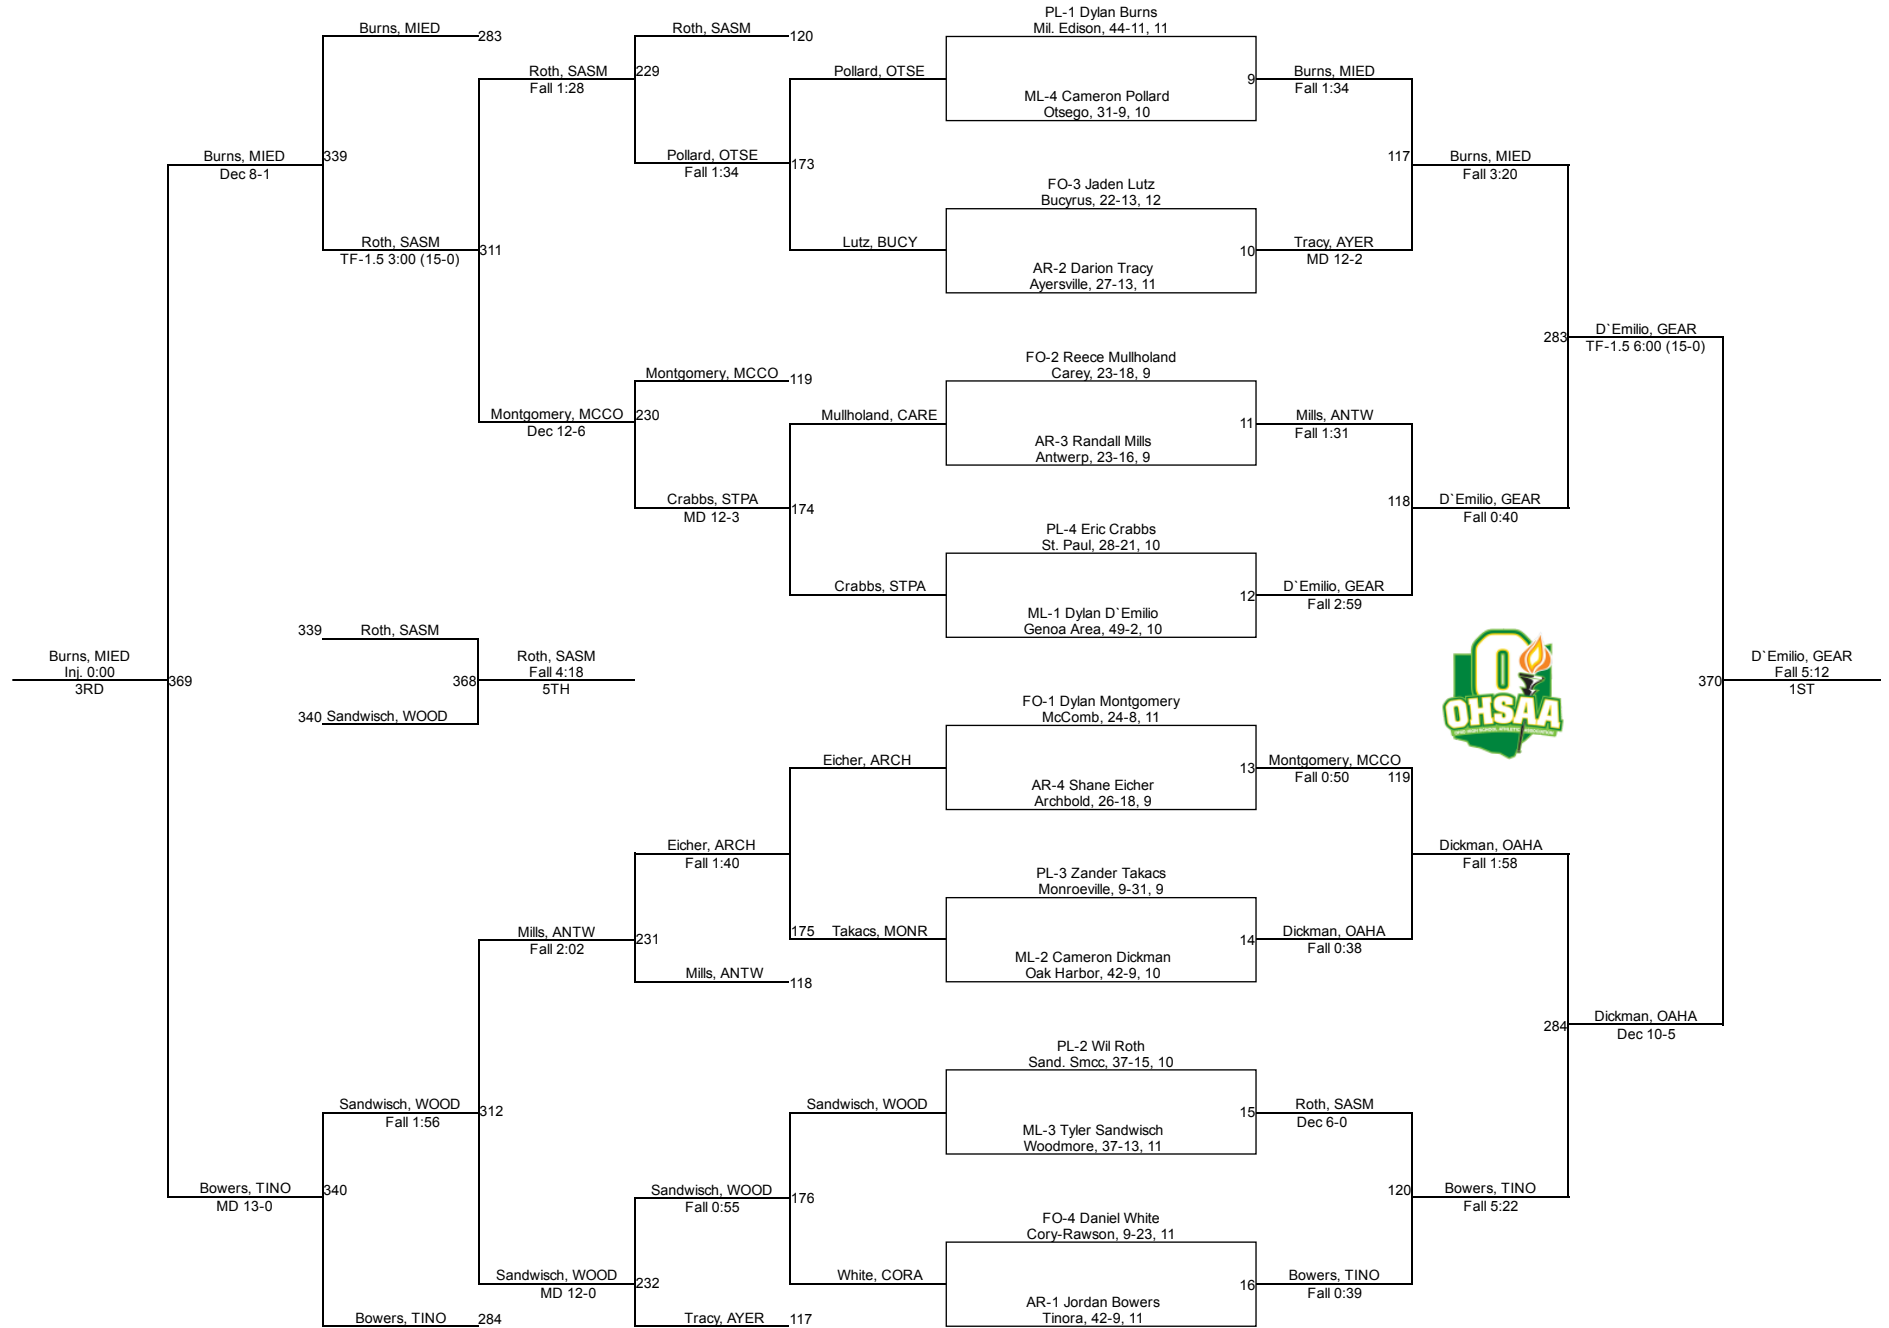 PL-1 Dylan Burns
Mil. Edison, 44-11, 11
Burns, MIED
283
Roth, SASM
120
Roth, SASM
229
Fall 1:28
Pollard, OTSE
9
Burns, MIED
Fall 1:34
ML-4 Cameron Pollard
Otsego, 31-9, 10
Burns, MIED
339
Dec 8-1
Pollard, OTSE
173
Fall 1:34
117
Burns, MIED
Fall 3:20
FO-3 Jaden Lutz
Bucyrus, 22-13, 12
Roth, SASM
311
TF-1.5 3:00 (15-0)
Lutz, BUCY
10
Tracy, AYER
MD 12-2
AR-2 Darion Tracy
Ayersville, 27-13, 11
283
D`Emilio, GEAR
TF-1.5 6:00 (15-0)
FO-2 Reece Mullholand
Carey, 23-18, 9
Montgomery, MCCO
119
Montgomery, MCCO
230
Dec 12-6
Mullholand, CARE
11
Mills, ANTW
Fall 1:31
AR-3 Randall Mills
Antwerp, 23-16, 9
Crabbs, STPA
174
MD 12-3
118
D`Emilio, GEAR
Fall 0:40
PL-4 Eric Crabbs
St. Paul, 28-21, 10
Crabbs, STPA
12
D`Emilio, GEAR
Fall 2:59
ML-1 Dylan D`Emilio
Genoa Area, 49-2, 10
339
Roth, SASM
Burns, MIED
Inj. 0:00
3RD
369
368
Roth, SASM
Fall 4:18
5TH
OHSAA
370
D`Emilio, GEAR
Fall 5:12
1ST
340
Sandwisch, WOOD
FO-1 Dylan Montgomery
McComb, 24-8, 11
Eicher, ARCH
13
Montgomery, MCCO
Fall 0:50
119
AR-4 Shane Eicher
Archbold, 26-18, 9
Eicher, ARCH
Fall 1:40
Dickman, OAHA
Fall 1:58
PL-3 Zander Takacs
Monroeville, 9-31, 9
Mills, ANTW
231
Fall 2:02
175
Takacs, MONR
14
Dickman, OAHA
Fall 0:38
ML-2 Cameron Dickman
Oak Harbor, 42-9, 10
Mills, ANTW
118
284
Dickman, OAHA
Dec 10-5
PL-2 Wil Roth
Sand. Smcc, 37-15, 10
Sandwisch, WOOD
312
Fall 1:56
Sandwisch, WOOD
15
Roth, SASM
Dec 6-0
ML-3 Tyler Sandwisch
Woodmore, 37-13, 11
Bowers, TINO
340
MD 13-0
Sandwisch, WOOD
176
Fall 0:55
120
Bowers, TINO
Fall 5:22
FO-4 Daniel White
Cory-Rawson, 9-23, 11
Sandwisch, WOOD
232
MD 12-0
White, CORA
16
Bowers, TINO
Fall 0:39
AR-1 Jordan Bowers
Tinora, 42-9, 11
Bowers, TINO
284
Tracy, AYER
117